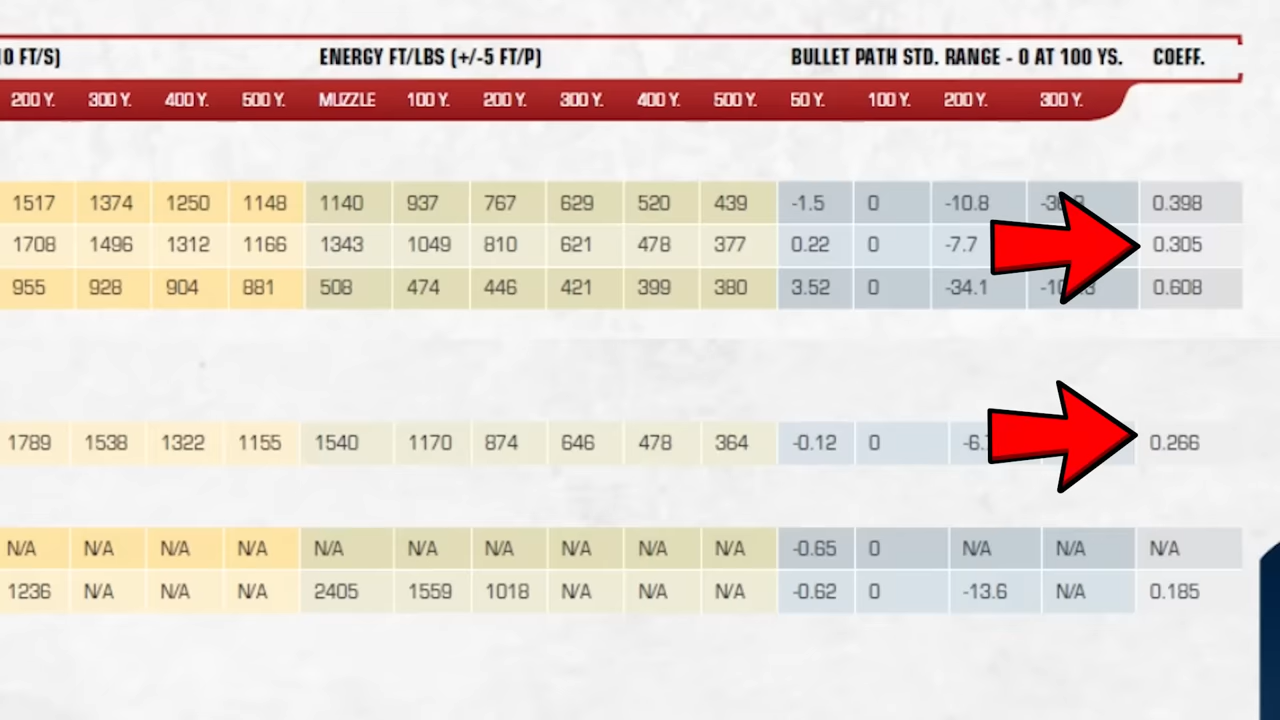 0 FT/S) ENERGY FT/LBS (+/-5 FT/P) BULLET PATH STD. RANGE - 0 AT 100 YS. COEFF.
200 Y. 300 Y. 400 Y. 500 Y. MUZZLE 100 Y. 200 Y. 300 Y. 400 Y. 500 Y. 50 Y. 100 Y. 200 Y. 300 Y.
1517 1374 1250 1148 1140 937 767 629 520 439 -1.5 0 -10.8 0.398
1708 1496 1312 1166 1343 1049 810 621 478 377 0.22 0 -7.7 0.305
955 928 904 881 508 474 446 421 399 380 3.52 0 -34.1 0.608
1789 1538 1322 1155 1540 1170 874 646 478 364 -0.12 0 0.266
N/A N/A N/A N/A N/A N/A N/A N/A N/A N/A -0.65 0 N/A N/A N/A
1236 N/A N/A N/A 2405 1559 1018 N/A N/A N/A -0.62 0 -13.6 N/A 0.185